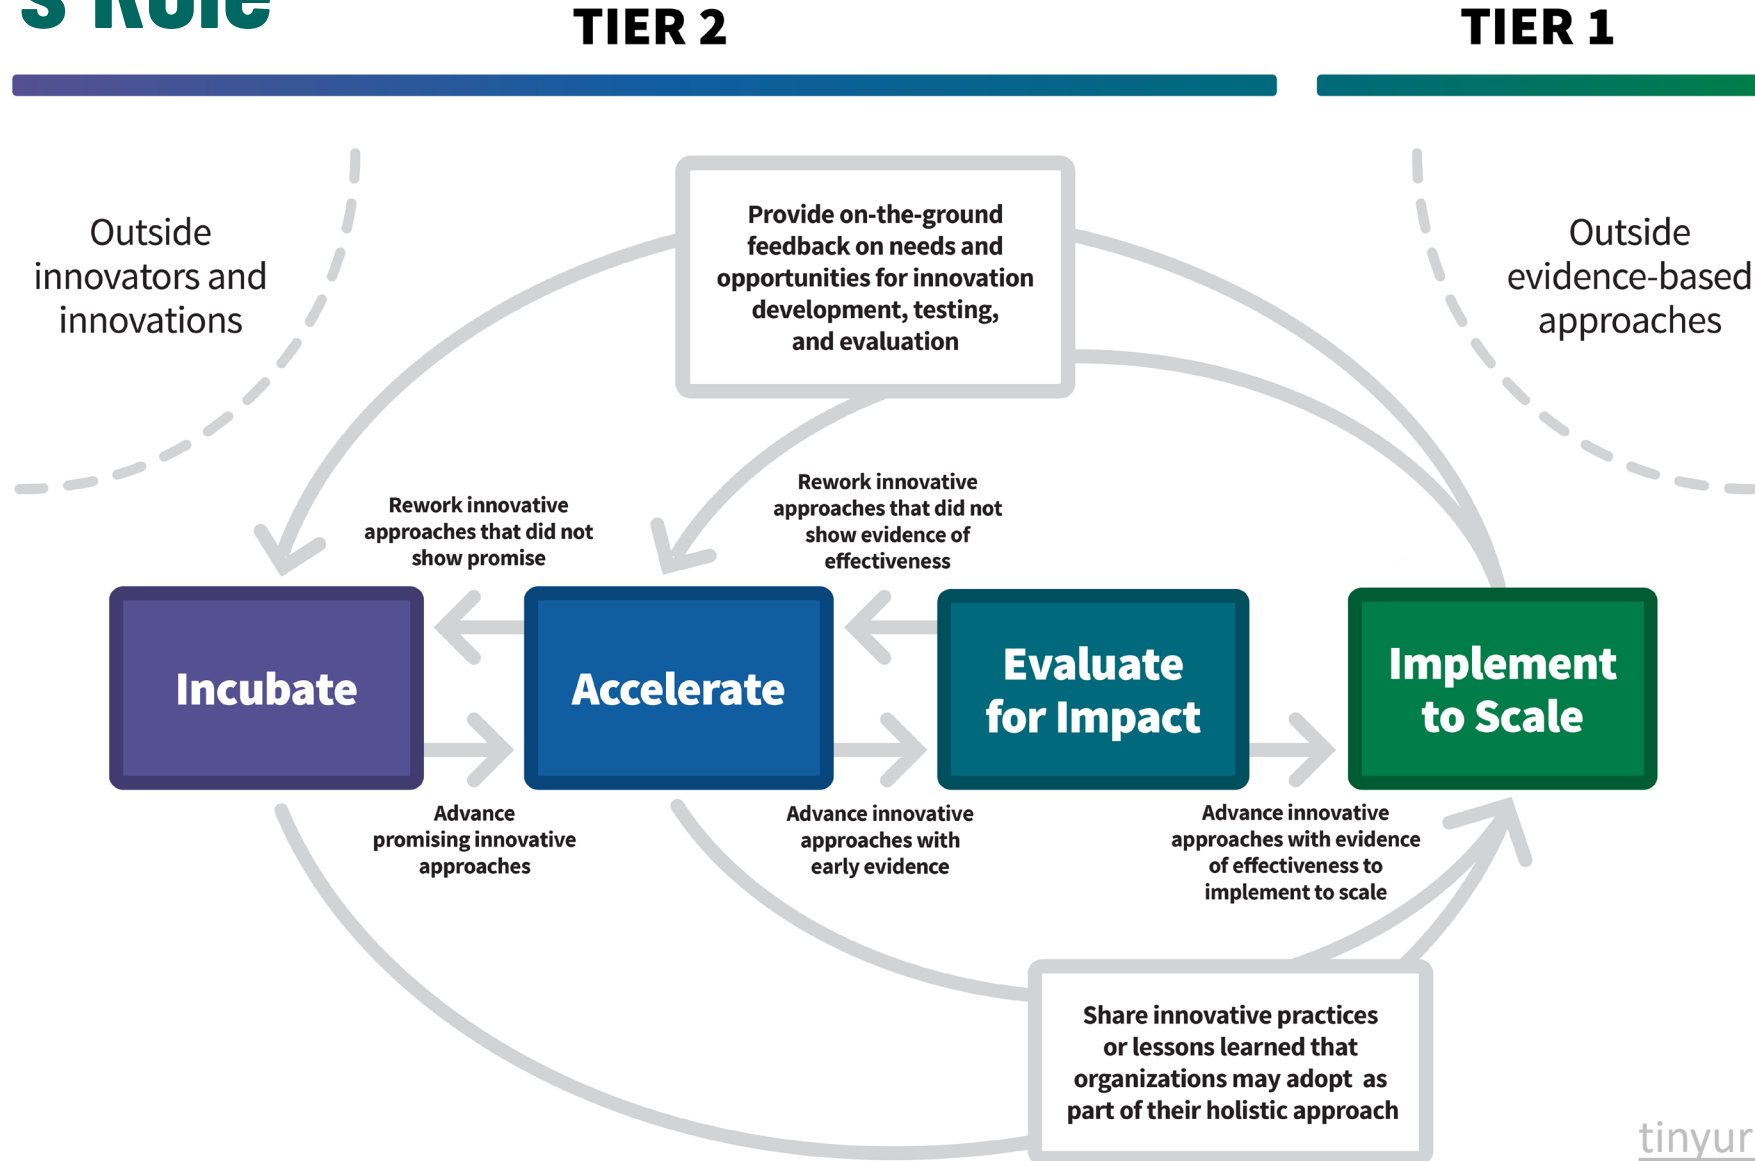 s Role
TIER 2
TIER 1
Outside
innovators and
innovations
Provide on-the-ground
feedback on needs and
opportunities for innovation
development, testing,
and evaluation
Outside
evidence-based
approaches
Rework innovative
approaches that did not
show promise
Rework innovative
approaches that did not
show evidence of
effectiveness
Incubate
Accelerate
Evaluate
for Impact
Implement
to Scale
Advance
promising innovative
approaches
Advance innovative
approaches with
early evidence
Advance innovative
approaches with evidence
of effectiveness to
implement to scale
Share innovative practices
or lessons learned that
organizations may adopt as
part of their holistic approach
tinyur